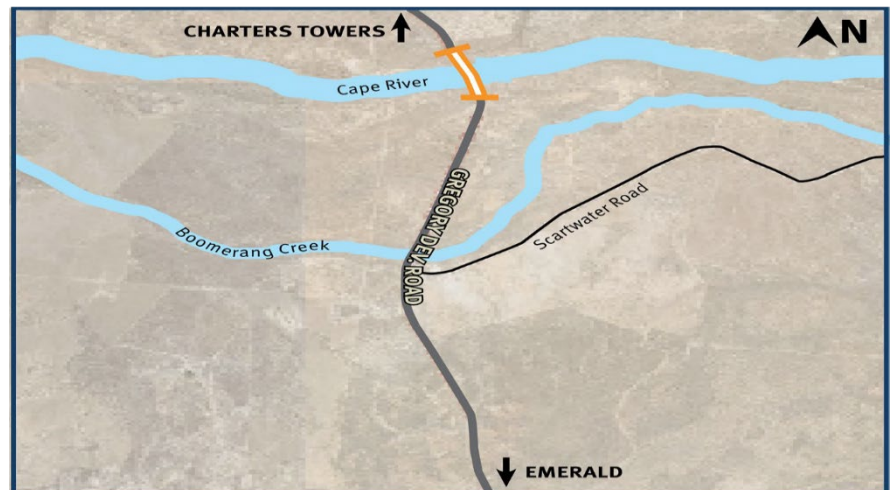 CHARTERS TOWERS
N
Cape River
GREGORY DEV. ROAD
Scartwater Road
Boomerang Creek
EMERALD